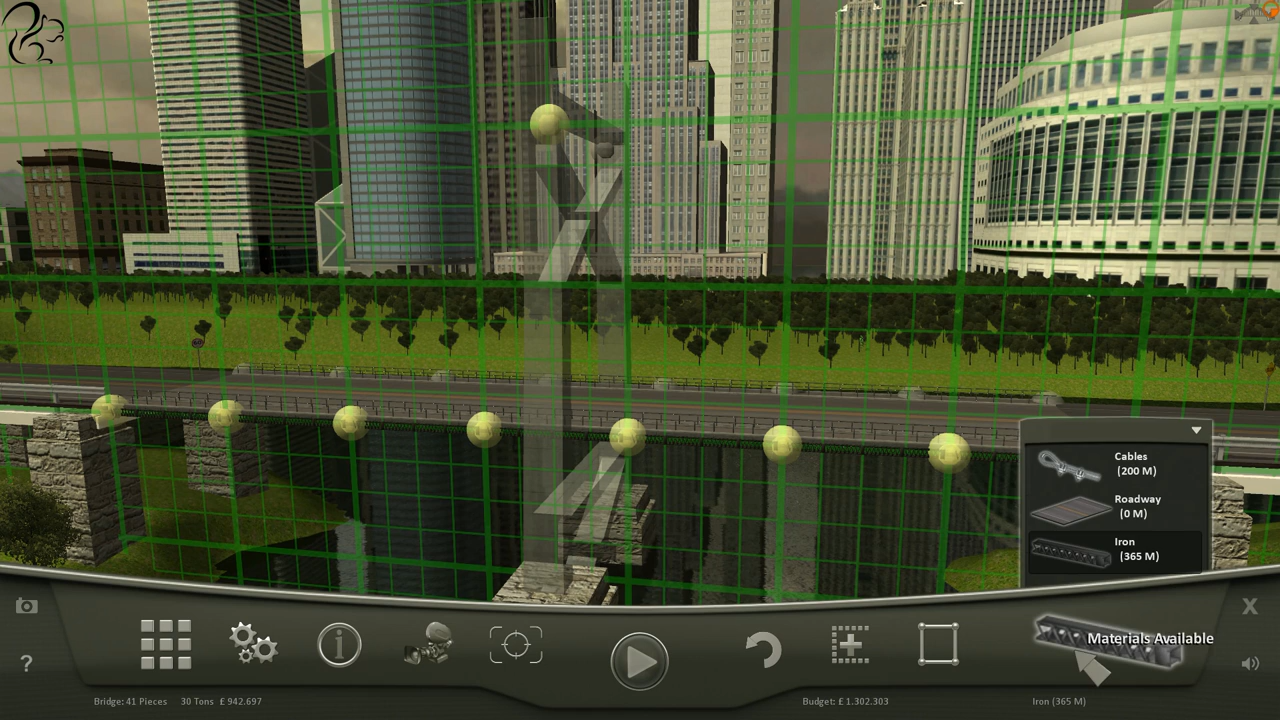 Cables
(200 M)
Roadway
(0 M)
Iron
(365 M)
Materials Available
Bridge: 41 Pieces 30 Tons £ 942.697
Budget: £ 1.302.303
Iron (365 M)